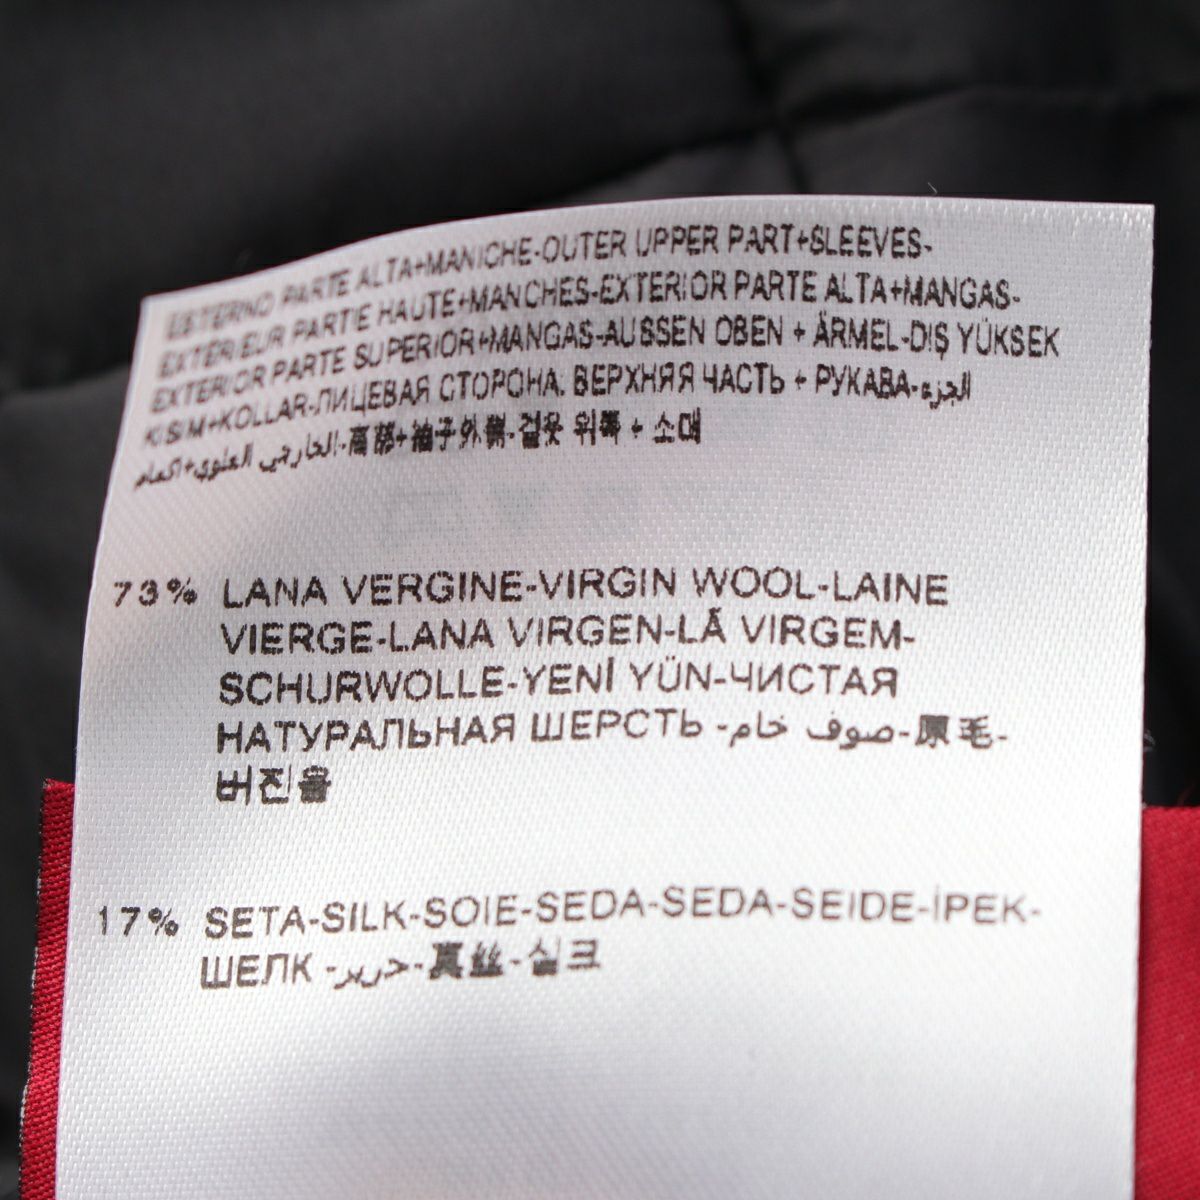 ESTERNO PARTE ALTA+MANICHE-OUTER UPPER PART+SLEEVES-
EXTÉRIEUR PARTIE HAUTE+MANCHES-EXTERIOR PARTE ALTA+MANGAS-
EXTERIOR PARTE SUPERIOR+MANGAS-AUSSEN OBEN + ÄRMEL-DIŞ YÜKSEK
KISIM+KOLLAR-ЛИЦЕВАЯ СТОРОНА: ВЕРХНЯЯ ЧАСТЬ + РУКАВА-الجزء
الخارجي العلوي+اكمام-高部+袖子外側-겉옷 위쪽 + 소매
73% LANA VERGINE-VIRGIN WOOL-LAINE
VIERGE-LANA VIRGEN-LÃ VIRGEM-
SCHURWOLLE-YENİ YÜN-ЧИСТАЯ
НАТУРАЛЬНАЯ ШЕРСТЬ -صوف خام-原毛-
버진울
17% SETA-SILK-SOIE-SEDA-SEDA-SEIDE-İPEK-
ШЕЛК -حرير-真丝-실크